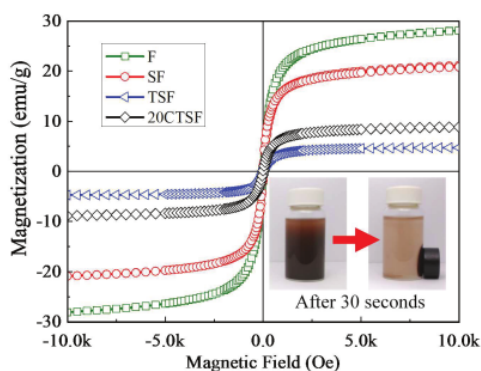 Magnetization (emu/g)
30
20
10
0
-10
-20
-30
F
SF
TSF
20CTSF
After 30 seconds
-10.0k -5.0k 0.0 5.0k 10.0k
Magnetic Field (Oe)